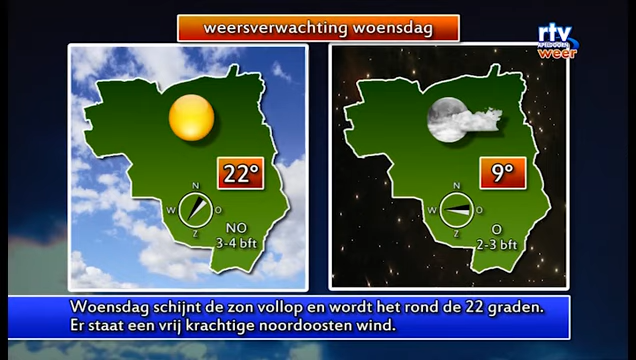 weersverwachting woensdag
rtv
APELDOORN
weer
22°
N
W O
Z
NO
3-4 bft
9°
N
W O
Z
O
2-3 bft
Woensdag schijnt de zon vollop en wordt het rond de 22 graden.
Er staat een vrij krachtige noordoosten wind.